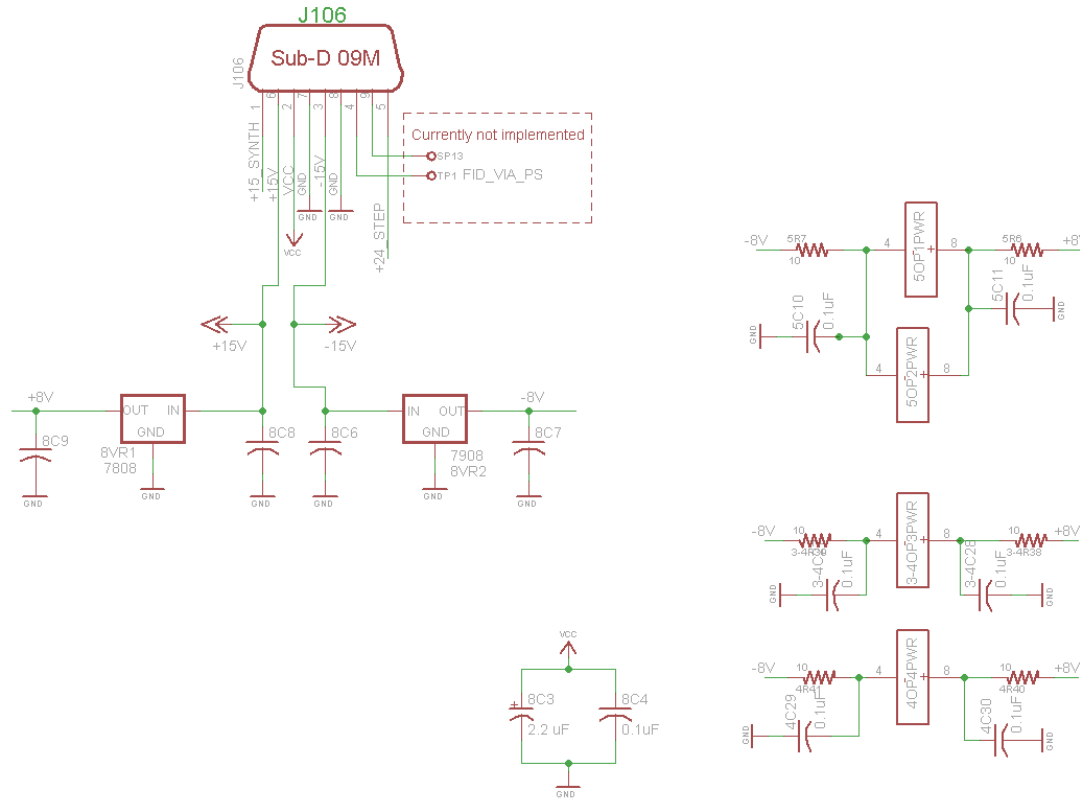 J106
Sub-D 09M
J106
1 6 2 7 3 8 4 9 5
+15_SYNTH
+15V
VCC
GND
-15V
GND
+24_STEP
Currently not implemented
SP13
TP1 FID_VIA_PS
GND GND
VCC
+15V -15V
+8V
OUT IN
GND
8VR1
7808
8C9
GND
GND
8C8
GND
8C6
GND
IN OUT
GND
7908
8VR2
GND
-8V
8C7
GND
VCC
8C3
+
2.2 uF
8C4
0.1uF
GND
-8V
5R7
10
4
5OP1PWR
-
+
8
5R6
10
+8V
5C10
0.1uF
GND
5C11
0.1uF
GND
4
5OP2PWR
-
+
8
-8V
10
3-4R39
4
3-4OP3PWR
-
+
8
10
3-4R38
+8V
0.1uF
GND
3-4C28
0.1uF
GND
-8V
10
4R41
4
4OP4PWR
-
+
8
10
4R40
+8V
4C29
0.1uF
GND
4C30
0.1uF
GND